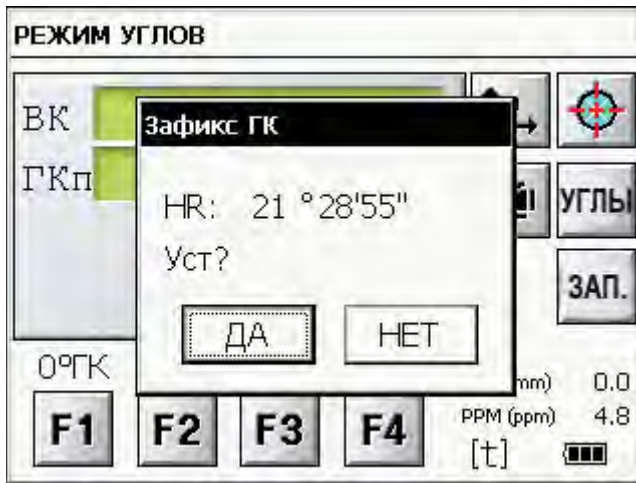 РЕЖИМ УГЛОВ
ВК
Зафикс ГК
ГКп
HR: 21 °28'55"
УГЛЫ
Уст?
ЗАП.
ДА НЕТ
0°ГК
mm) 0.0
PPM (ppm) 4.8
F1 F2 F3 F4
[t]